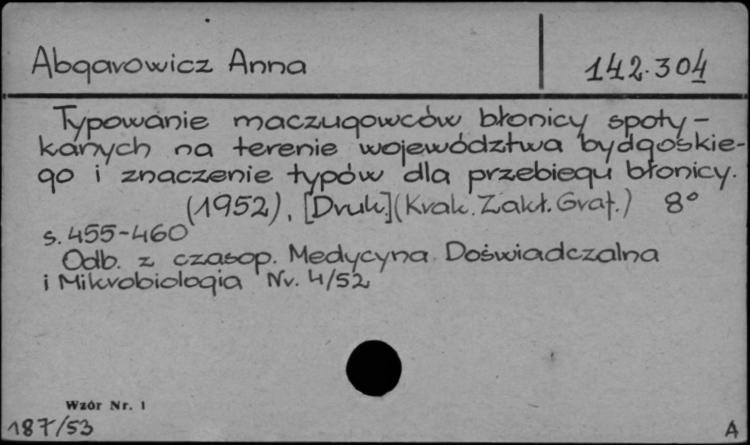 Abgarowicz Anna 142.304
Typowanie maczugowców błonicy spoty-
kanych na terenie województwa bydgoskie-
go i znaczenie typów dla przebiegu błonicy.
(1952), [Druk.] (Krak. Zakł. Graf.) 8°
s. 455-460
Odb. z czasop. Medycyna Doświadczalna
i Mikrobiologia Nr. 4/52
Wzór Nr. 1
187/53 A